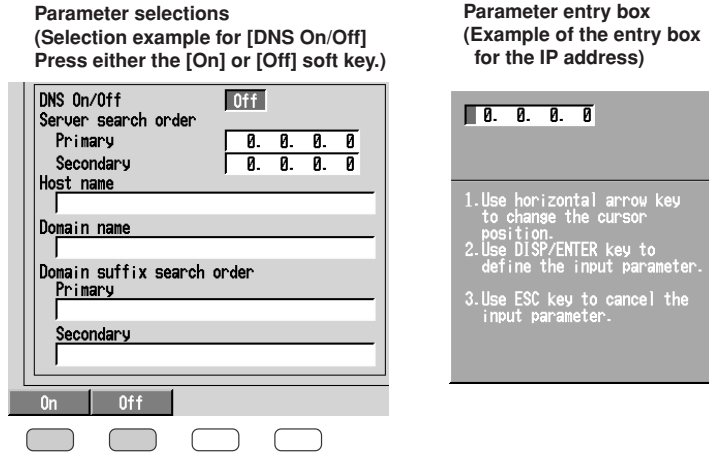 Parameter selections
(Selection example for [DNS On/Off]
Press either the [On] or [Off] soft key.)
DNS On/Off Off
Server search order
Primary 0. 0. 0. 0
Secondary 0. 0. 0. 0
Host name
Domain name
Domain suffix search order
Primary
Secondary
On Off
Parameter entry box
(Example of the entry box
for the IP address)
0. 0. 0. 0
1.Use horizontal arrow key
to change the cursor
position.
2.Use DISP/ENTER key to
define the input parameter.
3.Use ESC key to cancel the
input parameter.